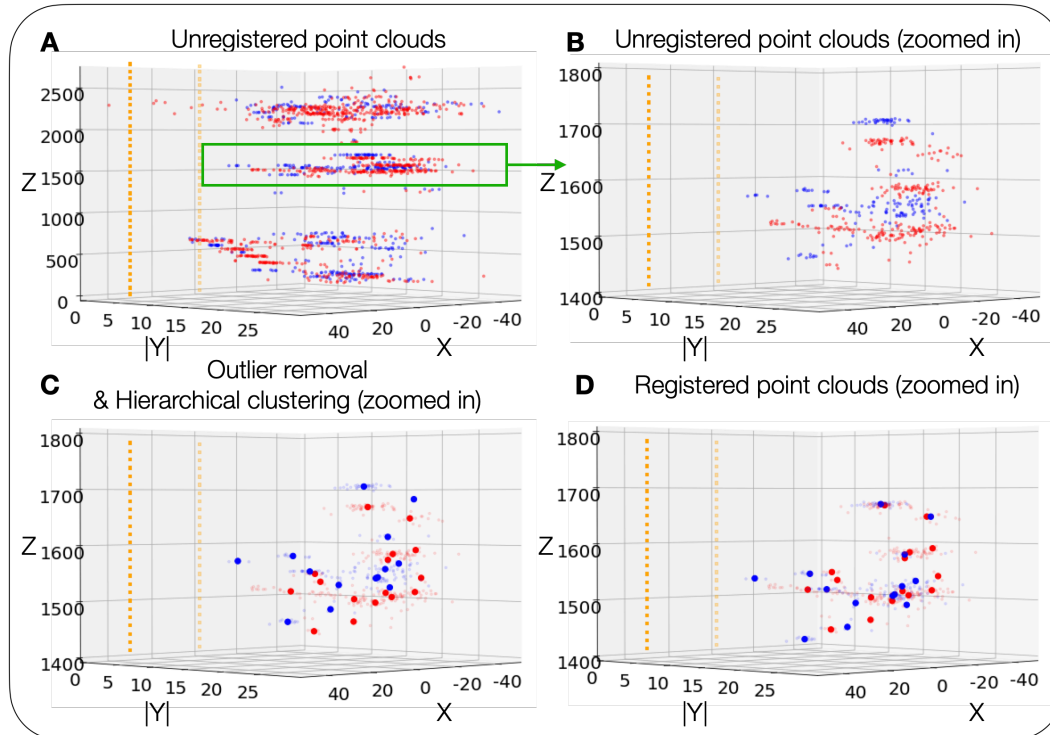 A
Unregistered point clouds
2500
2000
1500
1000
500
0
Z
0 5 10 15 20 25
40 20 0 -20 -40
|Y|
X
B
Unregistered point clouds (zoomed in)
1800
1700
1600
1500
1400
Z
0 5 10 15 20 25
40 20 0 -20 -40
|Y|
X
C
Outlier removal
& Hierarchical clustering (zoomed in)
1800
1700
1600
1500
1400
Z
0 5 10 15 20 25
40 20 0 -20 -40
|Y|
X
D
Registered point clouds (zoomed in)
1800
1700
1600
1500
1400
Z
0 5 10 15 20 25
40 20 0 -20 -40
|Y|
X